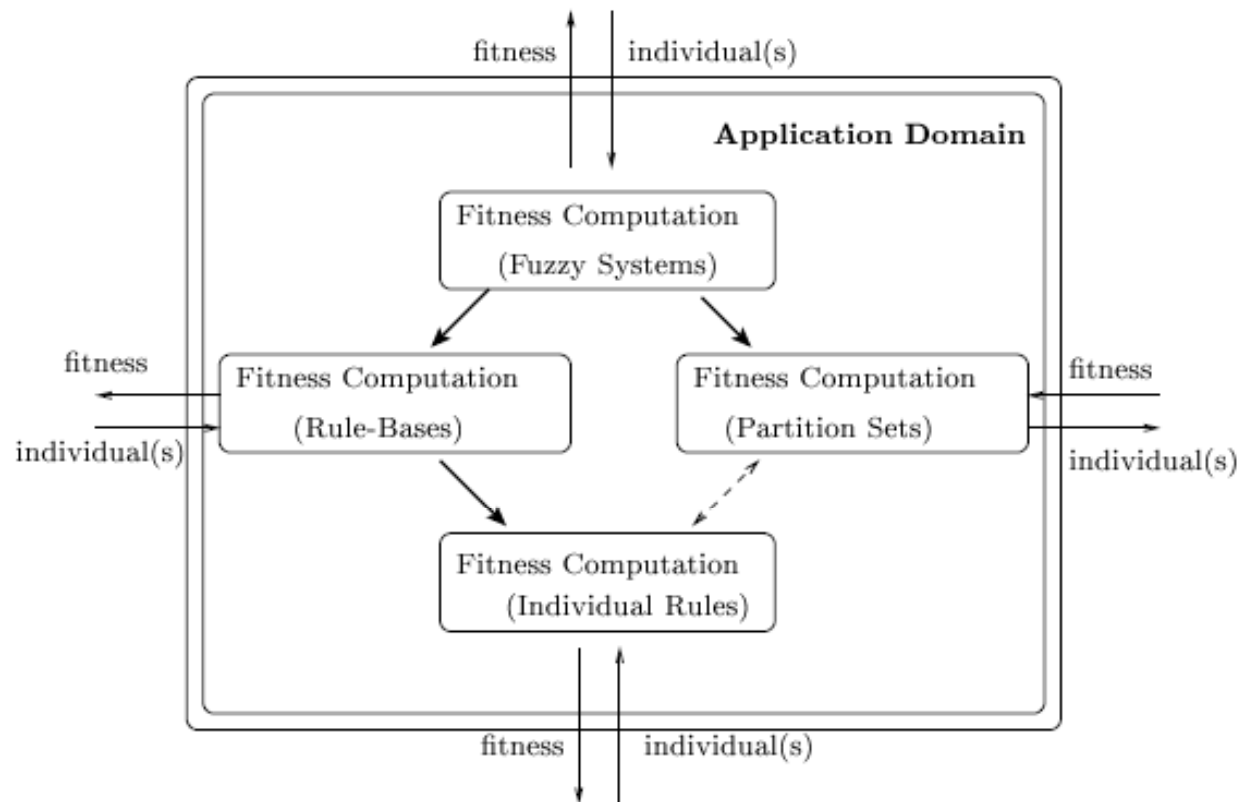 fitness individual(s)
Application Domain
Fitness Computation
(Fuzzy Systems)
fitness
individual(s)
Fitness Computation
(Rule-Bases)
Fitness Computation
(Partition Sets)
fitness
individual(s)
Fitness Computation
(Individual Rules)
fitness individual(s)